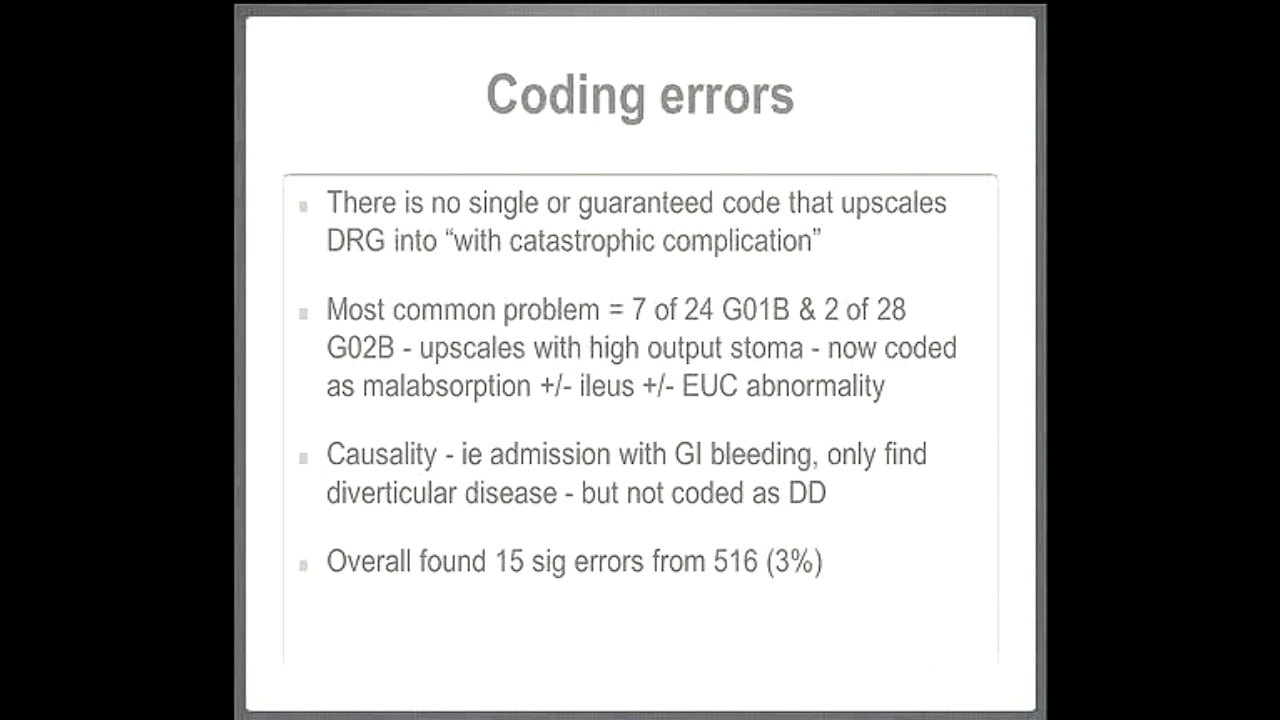 Coding errors
There is no single or guaranteed code that upscales
DRG into “with catastrophic complication”
Most common problem = 7 of 24 G01B & 2 of 28
G02B - upscales with high output stoma - now coded
as malabsorption +/- ileus +/- EUC abnormality
Causality - ie admission with GI bleeding, only find
diverticular disease - but not coded as DD
Overall found 15 sig errors from 516 (3%)